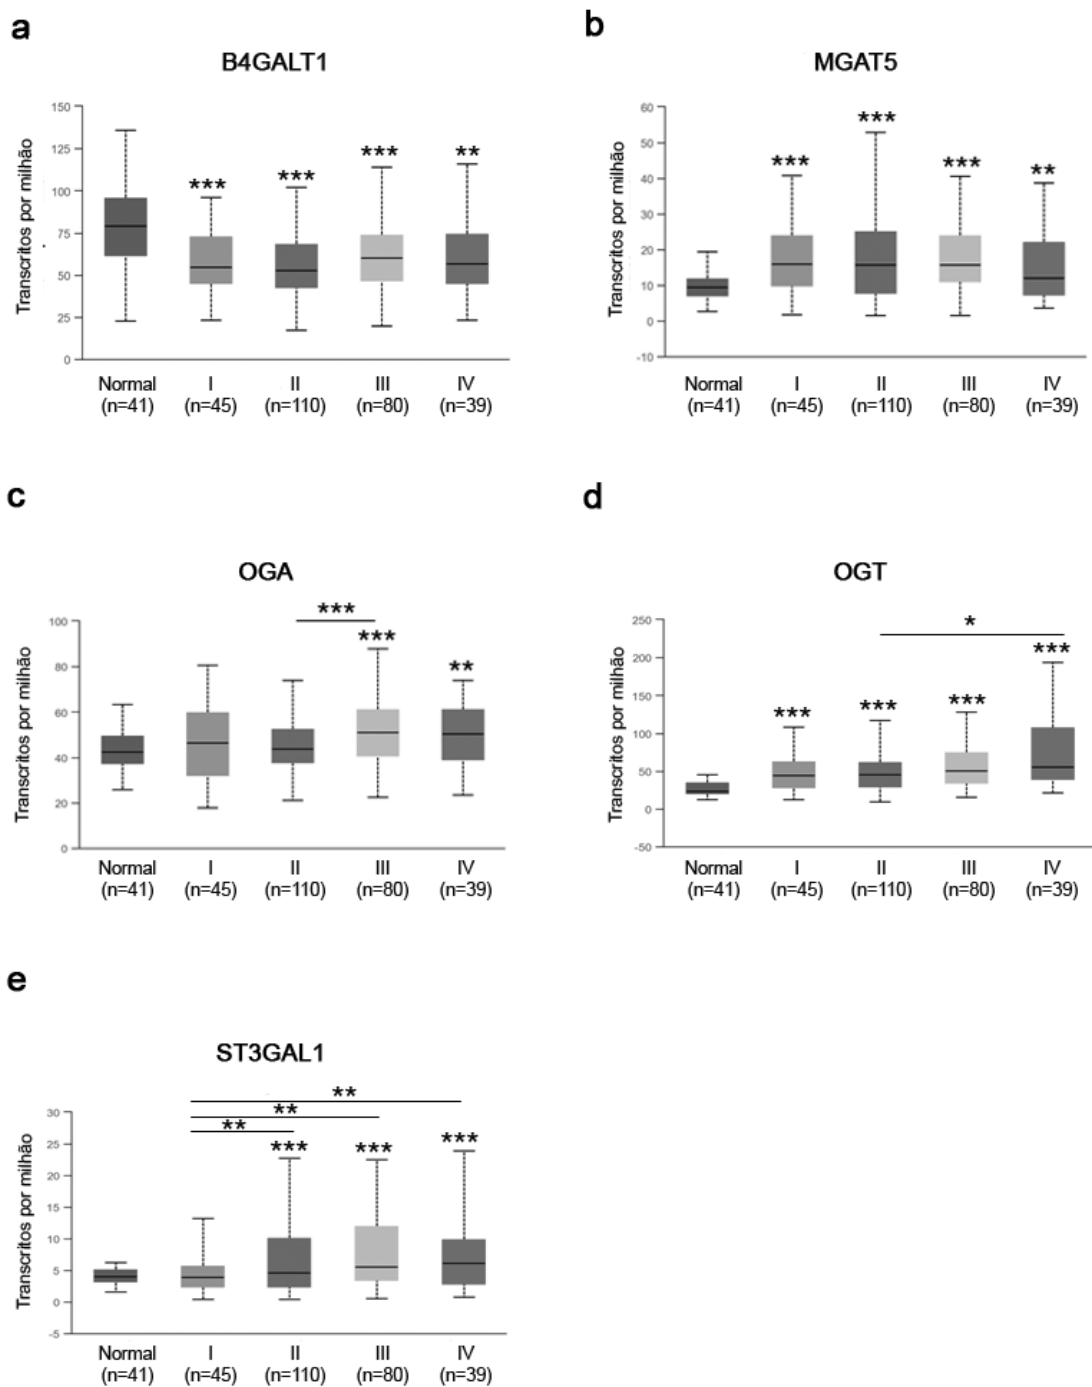 a
B4GALT1
Transcritos por milhão
150
125
100
75
50
25
0
*** *** *** **
Normal I II III IV
(n=41) (n=45) (n=110) (n=80) (n=39)
b
MGAT5
Transcritos por milhão
60
50
40
30
20
10
0
-10
*** *** *** **
Normal I II III IV
(n=41) (n=45) (n=110) (n=80) (n=39)
c
OGA
Transcritos por milhão
100
80
60
40
20
0
***
*** **
Normal I II III IV
(n=41) (n=45) (n=110) (n=80) (n=39)
d
OGT
Transcritos por milhão
250
200
150
100
50
0
-50
*
*** *** *** ***
Normal I II III IV
(n=41) (n=45) (n=110) (n=80) (n=39)
e
ST3GAL1
Transcritos por milhão
30
25
20
15
10
5
0
-5
**
**
**
*** *** ***
Normal I II III IV
(n=41) (n=45) (n=110) (n=80) (n=39)